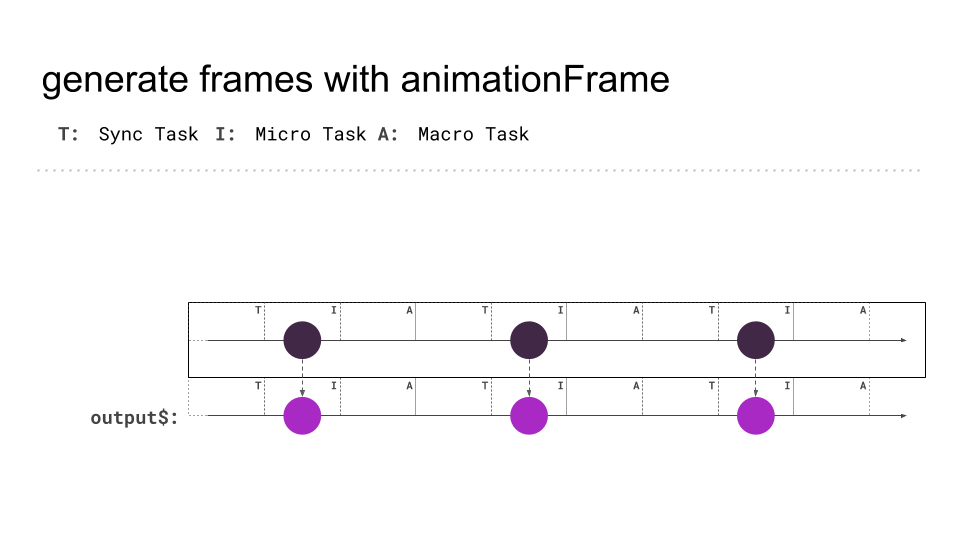 generate frames with animationFrame
T: Sync Task I: Micro Task A: Macro Task
T I A T I A T I A
T I A T I A T I A
output$: